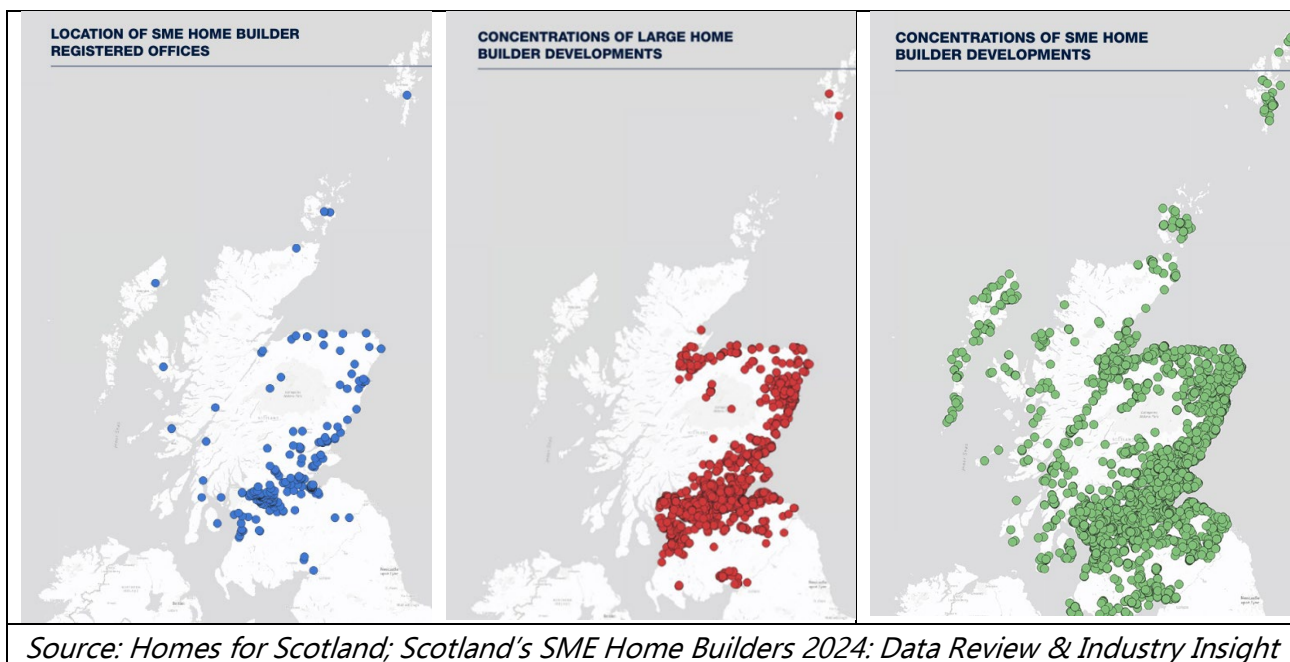 LOCATION OF SME HOME BUILDER
REGISTERED OFFICES
CONCENTRATIONS OF LARGE HOME
BUILDER DEVELOPMENTS
CONCENTRATIONS OF SME HOME
BUILDER DEVELOPMENTS
Source: Homes for Scotland; Scotland's SME Home Builders 2024: Data Review & Industry Insight